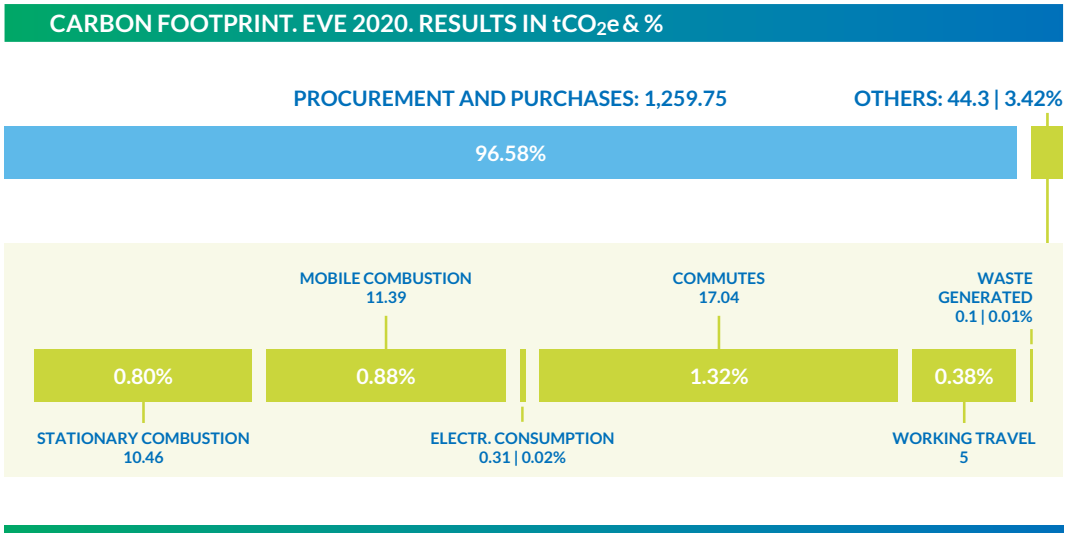 CARBON FOOTPRINT. EVE 2020. RESULTS IN tCO₂e & %
PROCUREMENT AND PURCHASES: 1,259.75
OTHERS: 44.3 | 3.42%
96.58%
MOBILE COMBUSTION
11.39
COMMUTES
17.04
WASTE
GENERATED
0.1 | 0.01%
0.80%
0.88%
1.32%
0.38%
STATIONARY COMBUSTION
10.46
ELECTR. CONSUMPTION
0.31 | 0.02%
WORKING TRAVEL
5